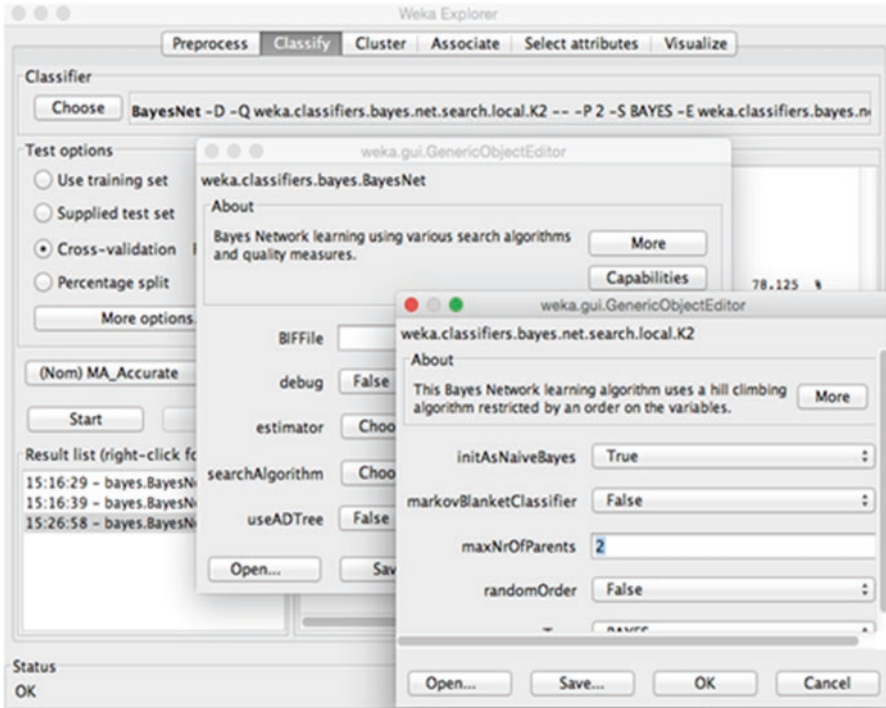 Weka Explorer
Preprocess Classify Cluster Associate Select attributes Visualize
Classifier
Choose BayesNet -D -Q weka.classifiers.bayes.net.search.local.K2 -- -P 2 -S BAYES -E weka.classifiers.bayes.n
Test options
Use training set
Supplied test set
Cross-validation
Percentage split
More options.
(Nom) MA_Accurate
Start
Result list (right-click fo
15:16:29 - bayes.BayesN
15:16:39 - bayes.BayesN
15:26:58 - bayes.BayesN
Status
OK
weka.gui.GenericObjectEditor
weka.classifiers.bayes.BayesNet
About
Bayes Network learning using various search algorithms
and quality measures.
More
Capabilities
BIFFile
debug False
estimator Choo
searchAlgorithm Choo
useADTree False
Open... Sav
78.125 %
weka.gui.GenericObjectEditor
weka.classifiers.bayes.net.search.local.K2
About
This Bayes Network learning algorithm uses a hill climbing
algorithm restricted by an order on the variables.
More
initAsNaiveBayes True
markovBlanketClassifier False
maxNrOfParents 2
randomOrder False
BAYES
Open... Save... OK Cancel